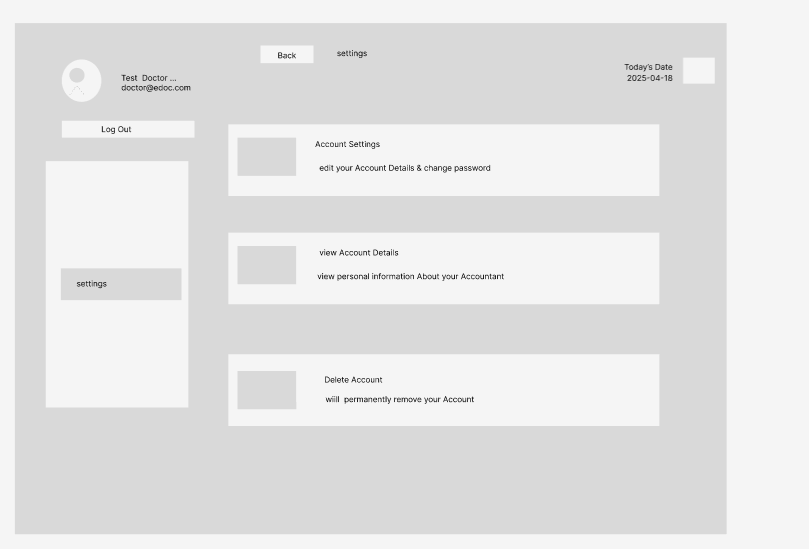 Back
settings
Today's Date
2025-04-18
Test Doctor ...
doctor@edoc.com
Log Out
Account Settings
edit your Account Details & change password
view Account Details
view personal information About your Accountant
settings
Delete Account
wiill permanently remove your Account